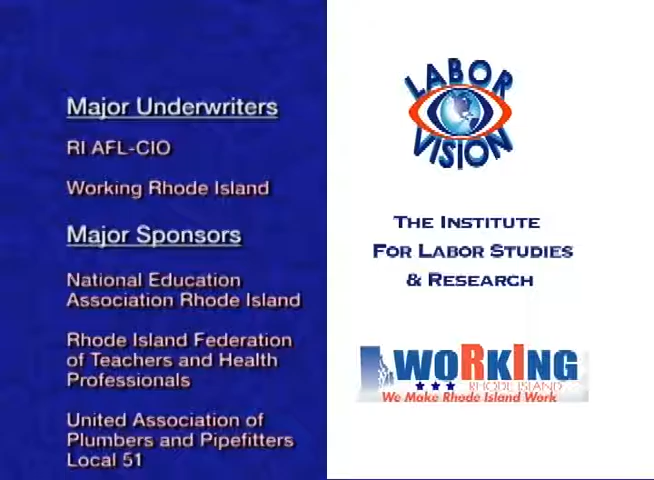 Major Underwriters
RI AFL-CIO
Working Rhode Island
Major Sponsors
National Education
Association Rhode Island
Rhode Island Federation
of Teachers and Health
Professionals
United Association of
Plumbers and Pipefitters
Local 51
LABOR
VISION
THE INSTITUTE
FOR LABOR STUDIES
& RESEARCH
WORKING
RHODE ISLAND
We Make Rhode Island Work